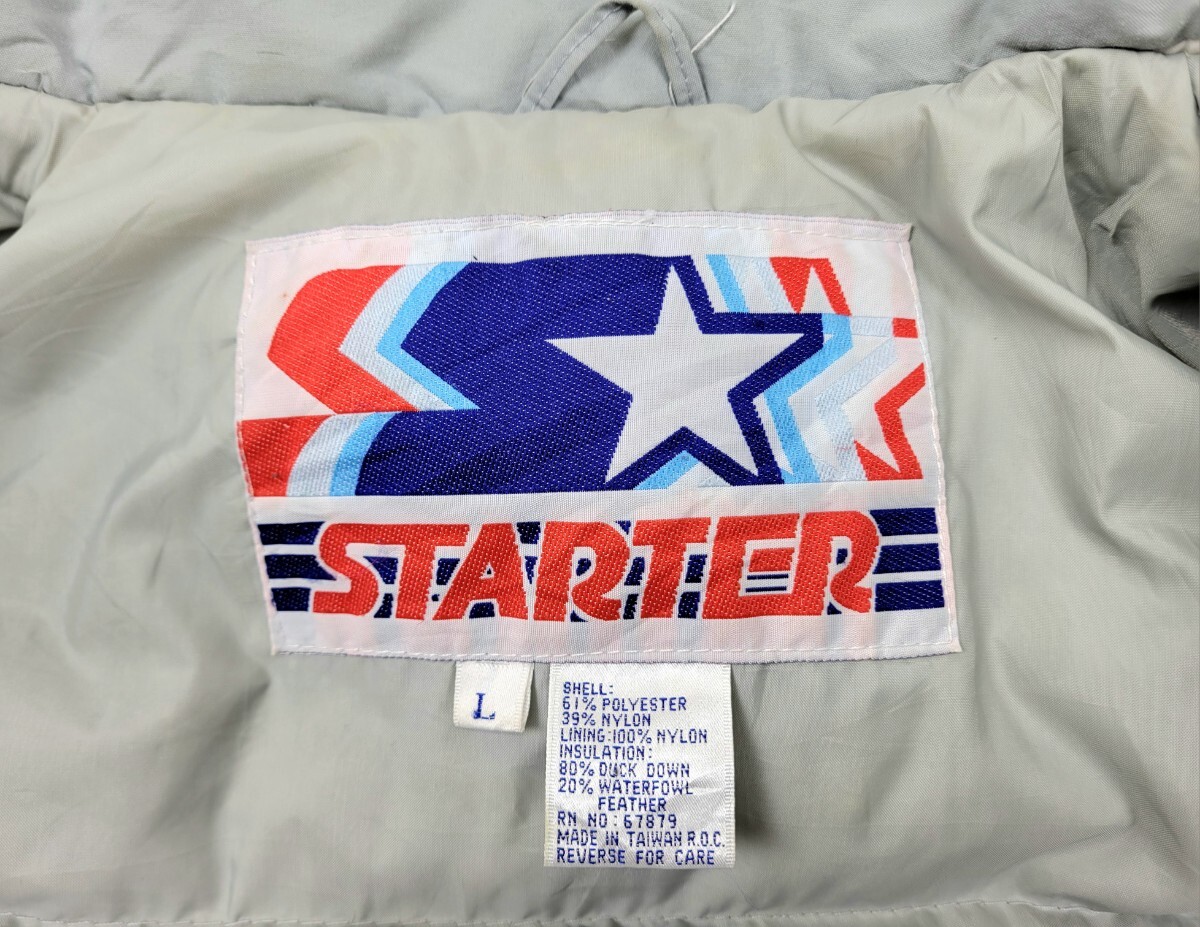 STARTER
L
SHELL:
61% POLYESTER
39% NYLON
LINING:100% NYLON
INSULATION:
80% DUCK DOWN
20% WATERFOWL
FEATHER
RN NO:67879
MADE IN TAIWAN R.O.C.
REVERSE FOR CARE